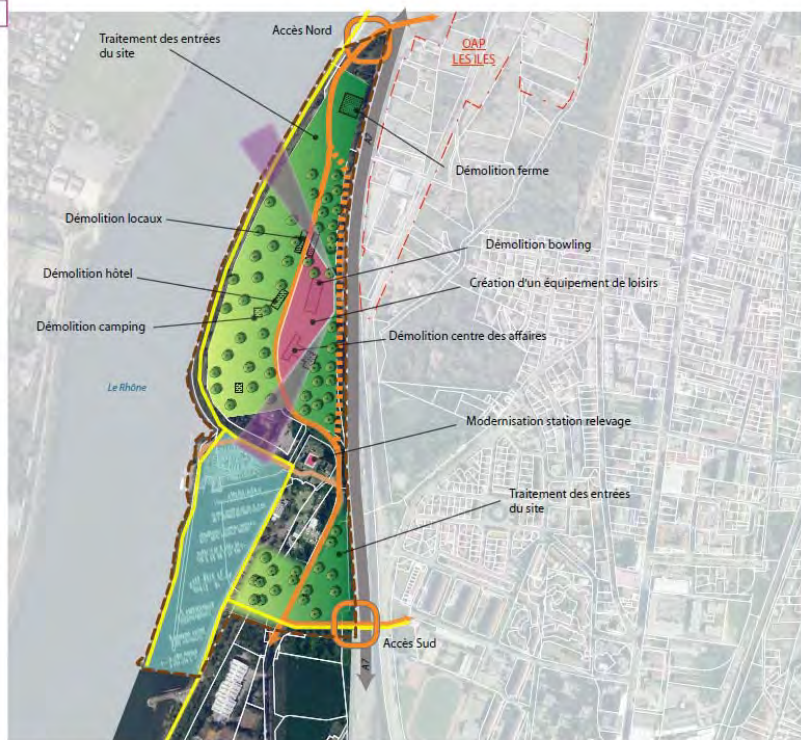 Accès Nord
Traitement des entrées
du site
OAP
LES ILES
A7
Démolition ferme
Démolition locaux
Démolition bowling
Démolition hôtel
Création d'un équipement de loisirs
Démolition camping
Démolition centre des affaires
Le Rhône
Modernisation station relevage
Traitement des entrées
du site
Accès Sud
A7